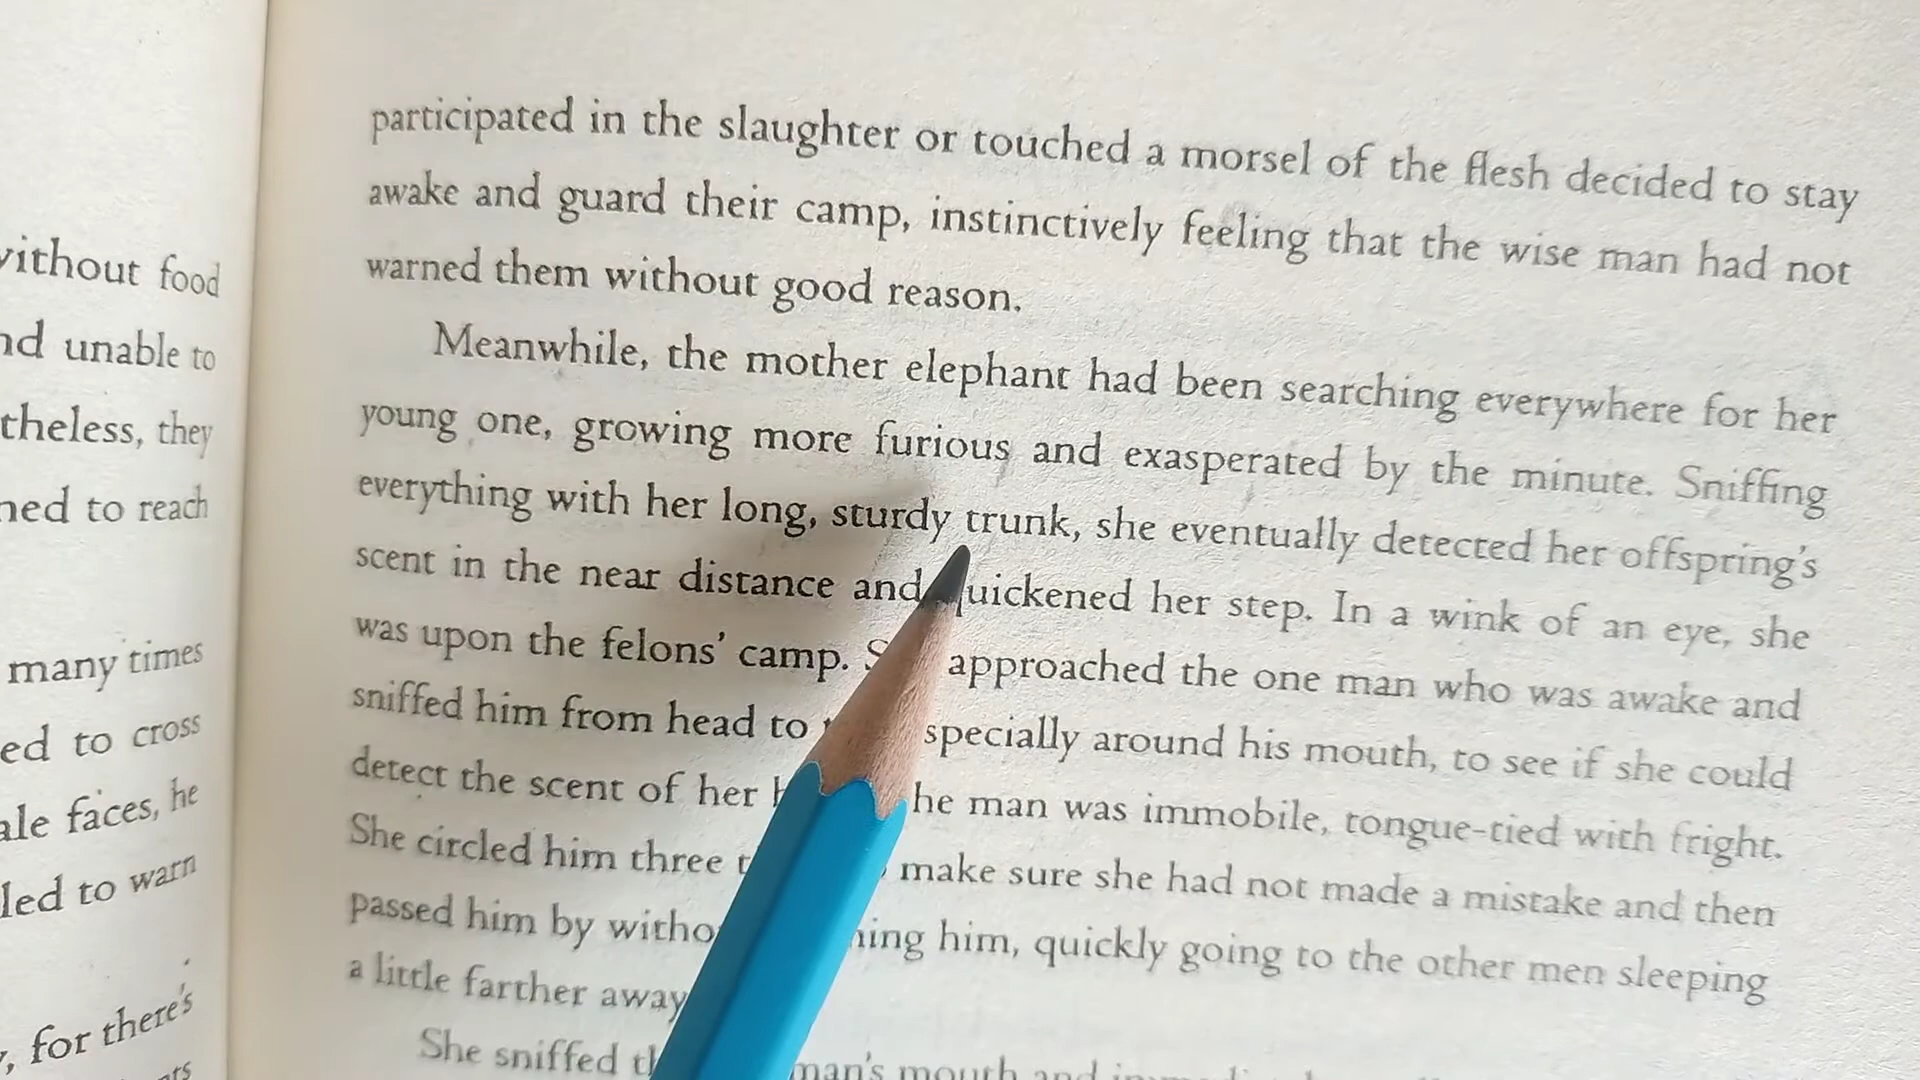 vithout food
nd unable to
theless, they
ned to reach
many times
ed to cross
ale faces, he
led to warn
, for there's
participated in the slaughter or touched a morsel of the flesh decided to stay
awake and guard their camp, instinctively feeling that the wise man had not
warned them without good reason.
Meanwhile, the mother elephant had been searching everywhere for her
young one, growing more furious and exasperated by the minute. Sniffing
everything with her long, sturdy trunk, she eventually detected her offspring's
scent in the near distance and quickened her step. In a wink of an eye, she
was upon the felons' camp. approached the one man who was awake and
sniffed him from head to specially around his mouth, to see if she could
detect the scent of her he man was immobile, tongue-tied with fright.
She circled him three make sure she had not made a mistake and then
passed him by witho hing him, quickly going to the other men sleeping
a little farther away
She sniffed man's mouth and